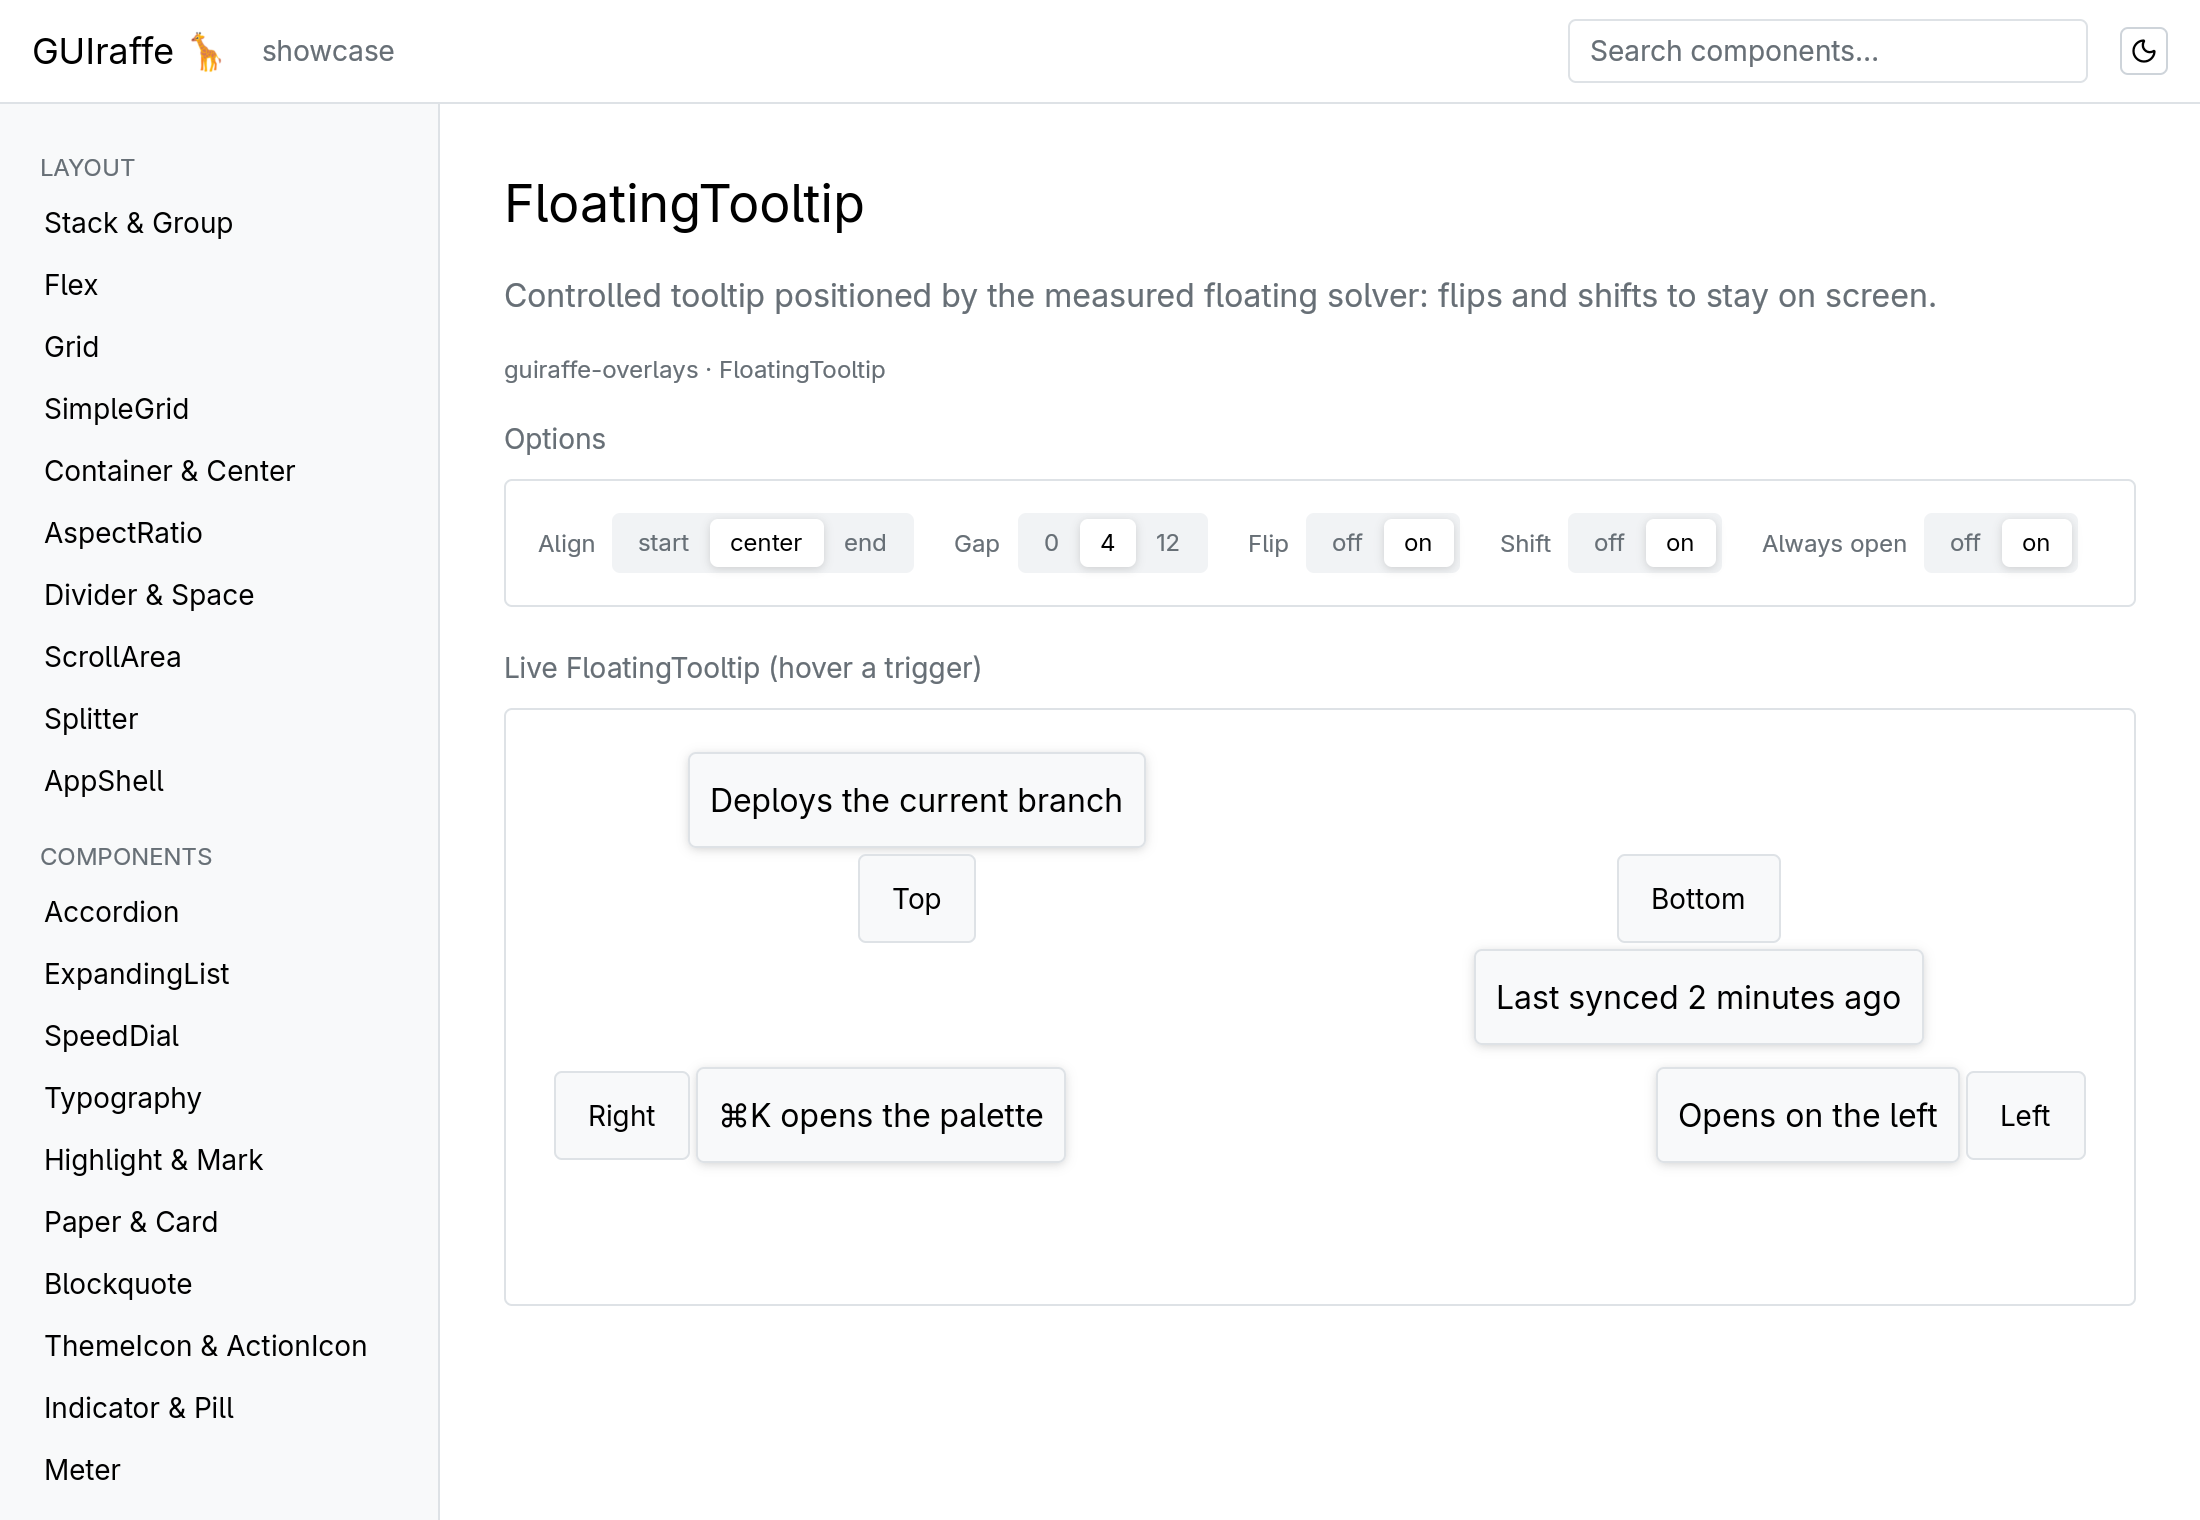 GUIraffe 🦒 showcase Search components...
LAYOUT
Stack & Group
Flex
Grid
SimpleGrid
Container & Center
AspectRatio
Divider & Space
ScrollArea
Splitter
AppShell
COMPONENTS
Accordion
ExpandingList
SpeedDial
Typography
Highlight & Mark
Paper & Card
Blockquote
ThemeIcon & ActionIcon
Indicator & Pill
Meter
FloatingTooltip
Controlled tooltip positioned by the measured floating solver: flips and shifts to stay on screen.
guiraffe-overlays · FloatingTooltip
Options
Align start center end Gap 0 4 12 Flip off on Shift off on Always open off on
Live FloatingTooltip (hover a trigger)
Deploys the current branch
Top Bottom
Last synced 2 minutes ago
Right ⌘K opens the palette Opens on the left Left